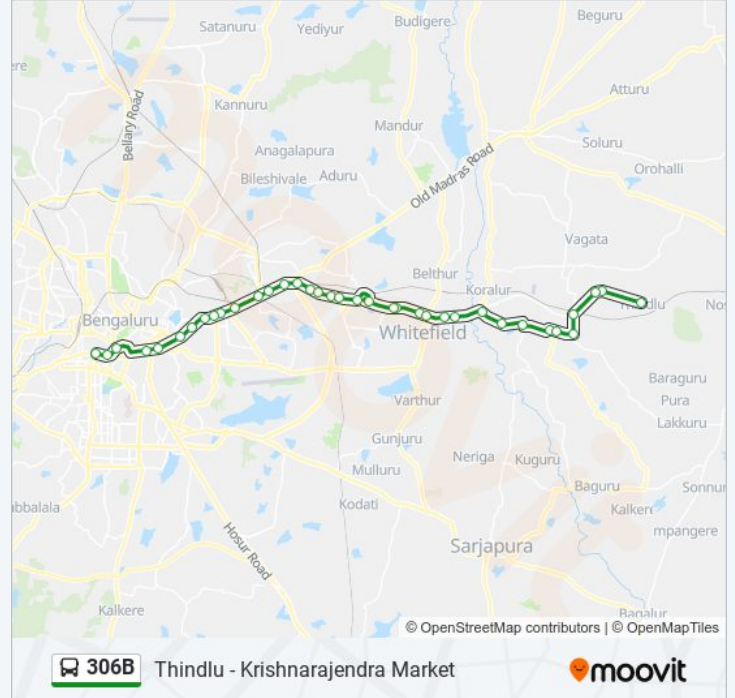 Satanuru
Yediyur
Budigere
Beguru
ere
Atturu
Kannuru
Bellary Road
Mandur
Soluru
Anagalapura
Old Madras Road
Orohalli
Bileshivale
Aduru
Vagata
Belthur
Koralur
Bengaluru
Whitefield
Baraguru
Varthur
Pura
Lakkuru
Gunjuru
Neriga
Kuguru
Mulluru
Baguru
Sonnur
Kodati
abbalala
Kalkere
mpangere
Hosur Road
Sarjapura
Kalkere
Bagalur
© OpenStreetMap contributors | © OpenMapTiles
306B Thindlu - Krishnarajendra Market
moovit